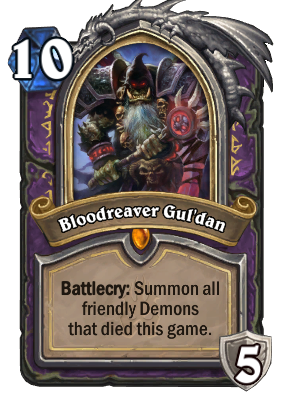 10
Bloodreaver Gul'dan
Battlecry: Summon all
friendly Demons
that died this game.
5